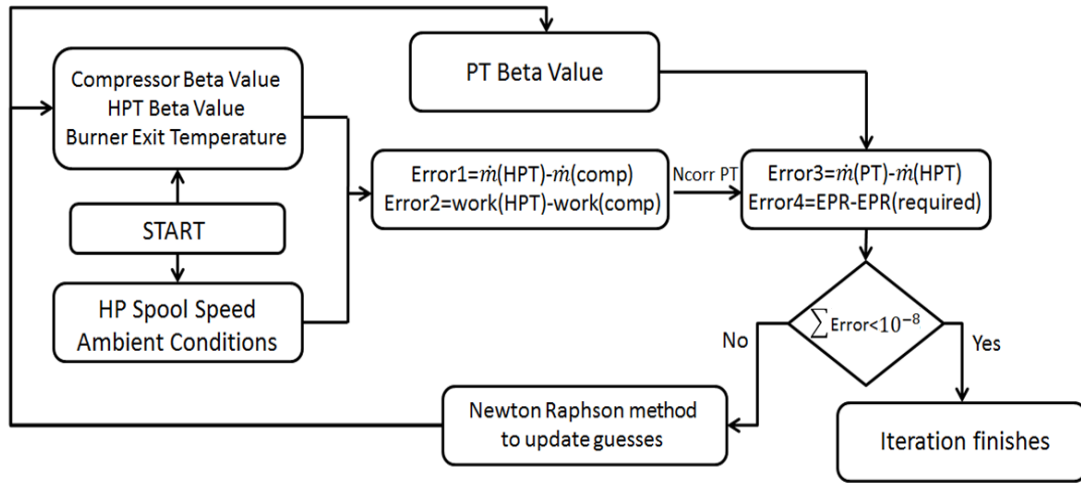 Compressor Beta Value
HPT Beta Value
Burner Exit Temperature
PT Beta Value
START
HP Spool Speed
Ambient Conditions
Error1=ṁ(HPT)-ṁ(comp)
Error2=work(HPT)-work(comp)
Ncorr PT
Error3=ṁ(PT)-ṁ(HPT)
Error4=EPR-EPR(required)
∑Error<10⁻⁸
No
Yes
Newton Raphson method
to update guesses
Iteration finishes